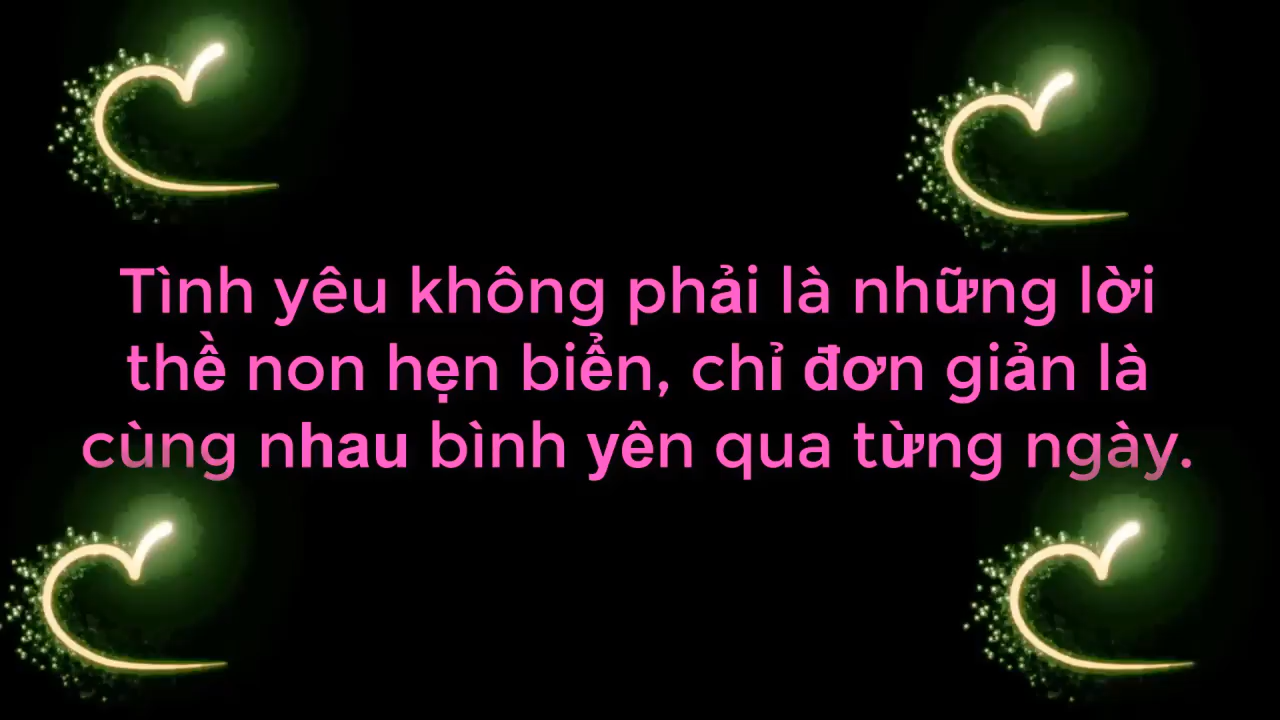 Tình yêu không phải là những lời
thề non hẹn biển, chỉ đơn giản là
cùng nhau bình yên qua từng ngày.